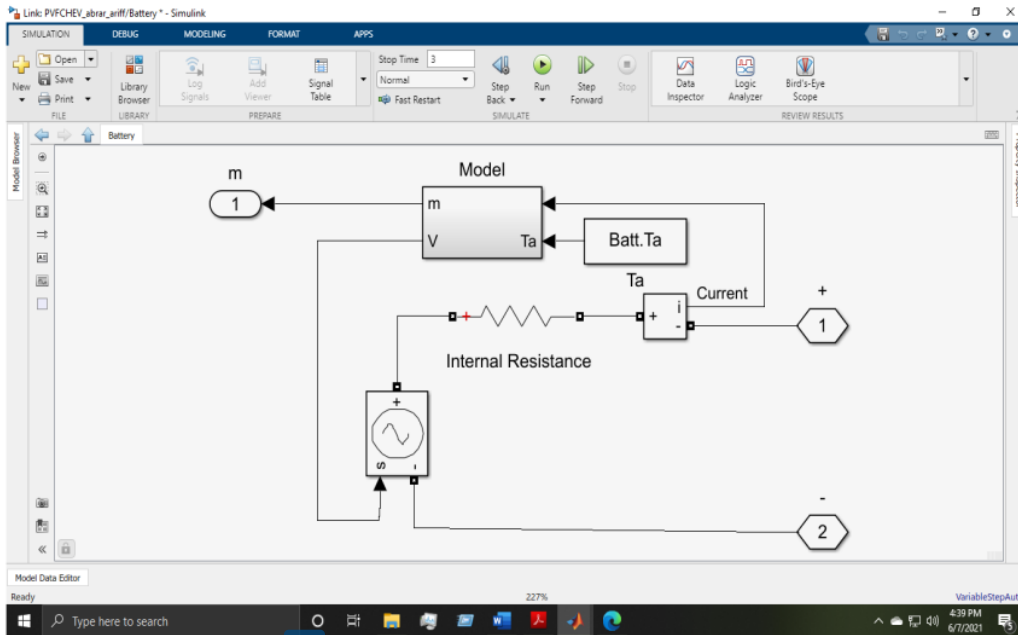 Link: PVFCHEV_abrar_ariff/Battery * - Simulink
SIMULATION DEBUG MODELING FORMAT APPS
New
Open
Save
Print
FILE
Library Browser
LIBRARY
Log Signals
Add Viewer
Signal Table
PREPARE
Stop Time 3
Normal
Fast Restart
Step Back
Run
Step Forward
Stop
SIMULATE
Data Inspector
Logic Analyzer
Bird's-Eye Scope
REVIEW RESULTS
Model Browser
Battery
m
1
Model
m
V
Ta
Batt.Ta
Ta
Current
+
i
-
+
1
+
Internal Resistance
+
S
-
-
2
Model Data Editor
Ready
227%
VariableStepAut
Type here to search
4:39 PM
6/7/2021
5